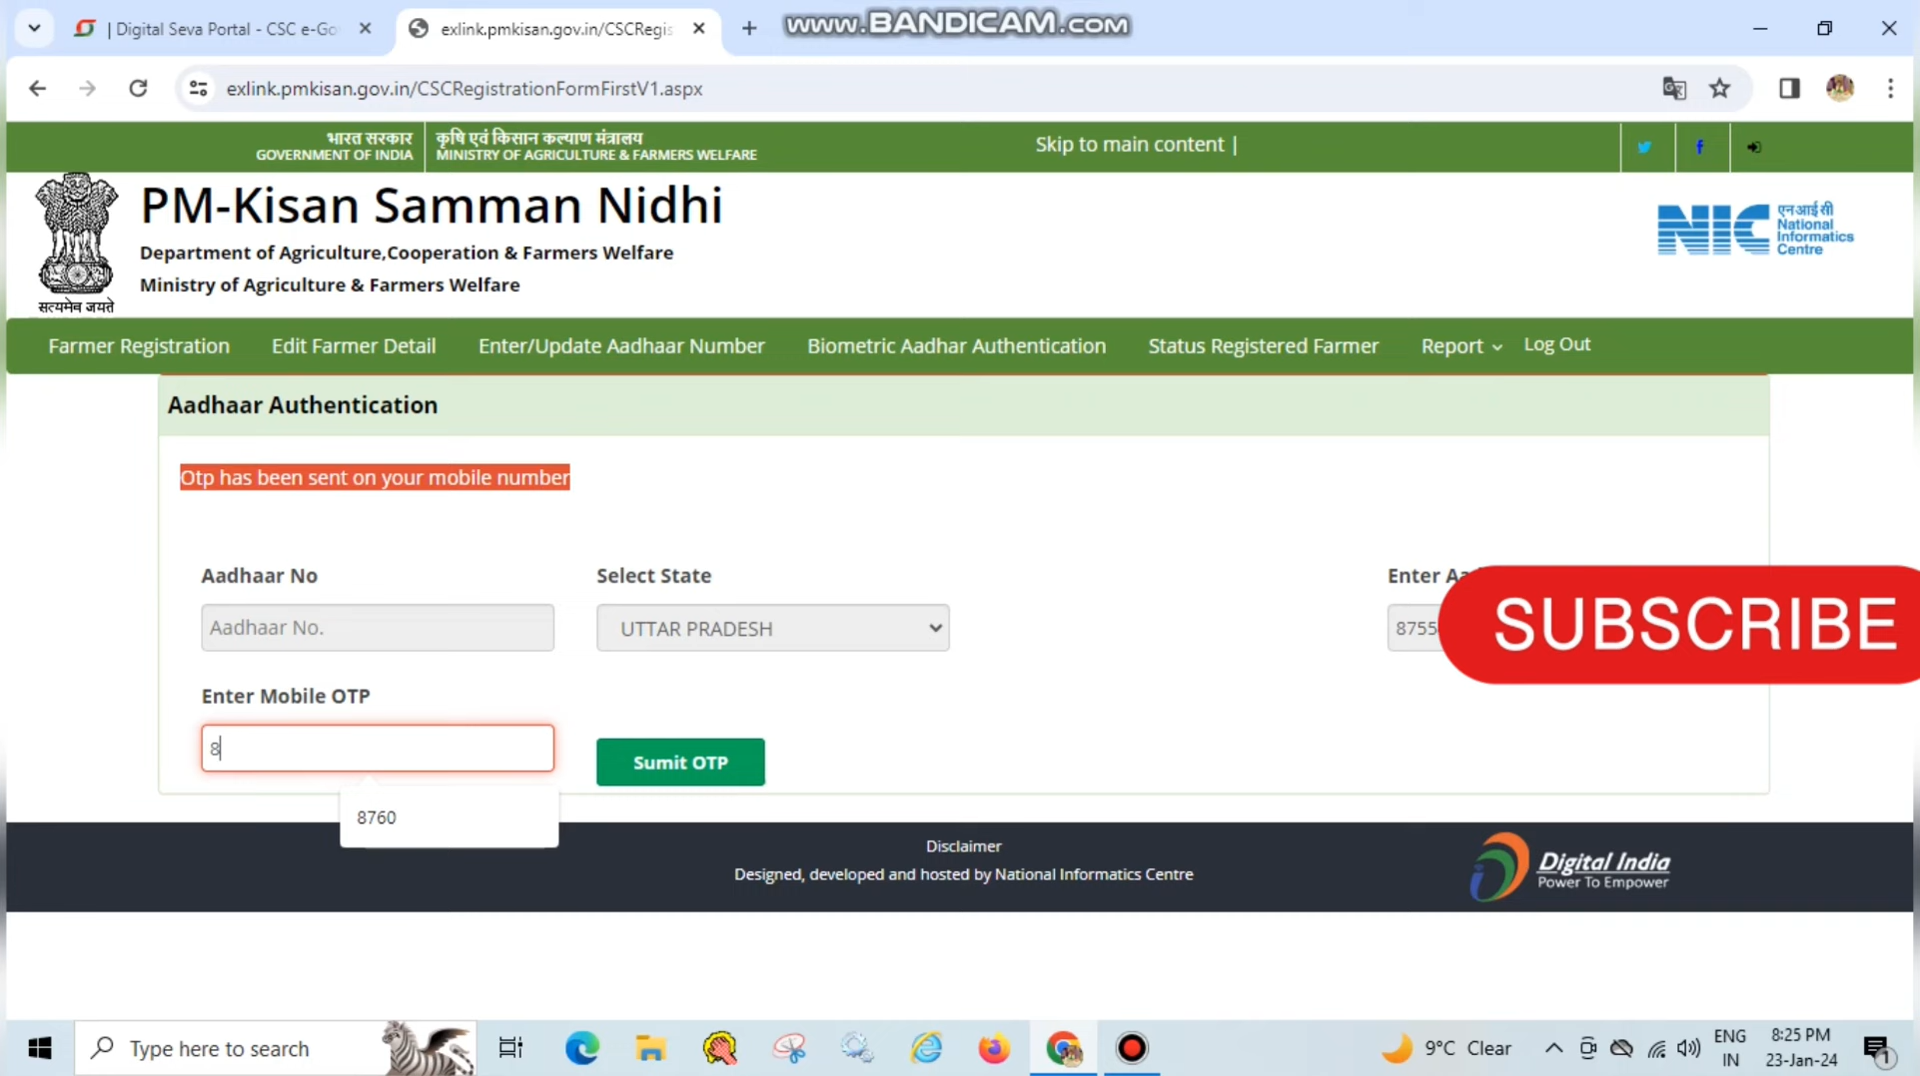 | Digital Seva Portal - CSC e-Go
exlink.pmkisan.gov.in/CSCRegis
www.BANDICAM.com
exlink.pmkisan.gov.in/CSCRegistrationFormFirstV1.aspx
भारत सरकार
GOVERNMENT OF INDIA
कृषि एवं किसान कल्याण मंत्रालय
MINISTRY OF AGRICULTURE & FARMERS WELFARE
Skip to main content |
PM-Kisan Samman Nidhi
Department of Agriculture,Cooperation & Farmers Welfare
Ministry of Agriculture & Farmers Welfare
सत्यमेव जयते
NIC
एनआईसी
National
Informatics
Centre
Farmer Registration
Edit Farmer Detail
Enter/Update Aadhaar Number
Biometric Aadhar Authentication
Status Registered Farmer
Report
Log Out
Aadhaar Authentication
Otp has been sent on your mobile number
Aadhaar No
Select State
Enter
Aadhaar No.
UTTAR PRADESH
8755
SUBSCRIBE
Enter Mobile OTP
8
Sumit OTP
8760
Disclaimer
Designed, developed and hosted by National Informatics Centre
Digital India
Power To Empower
Type here to search
9°C Clear
ENG
IN
8:25 PM
23-Jan-24
1